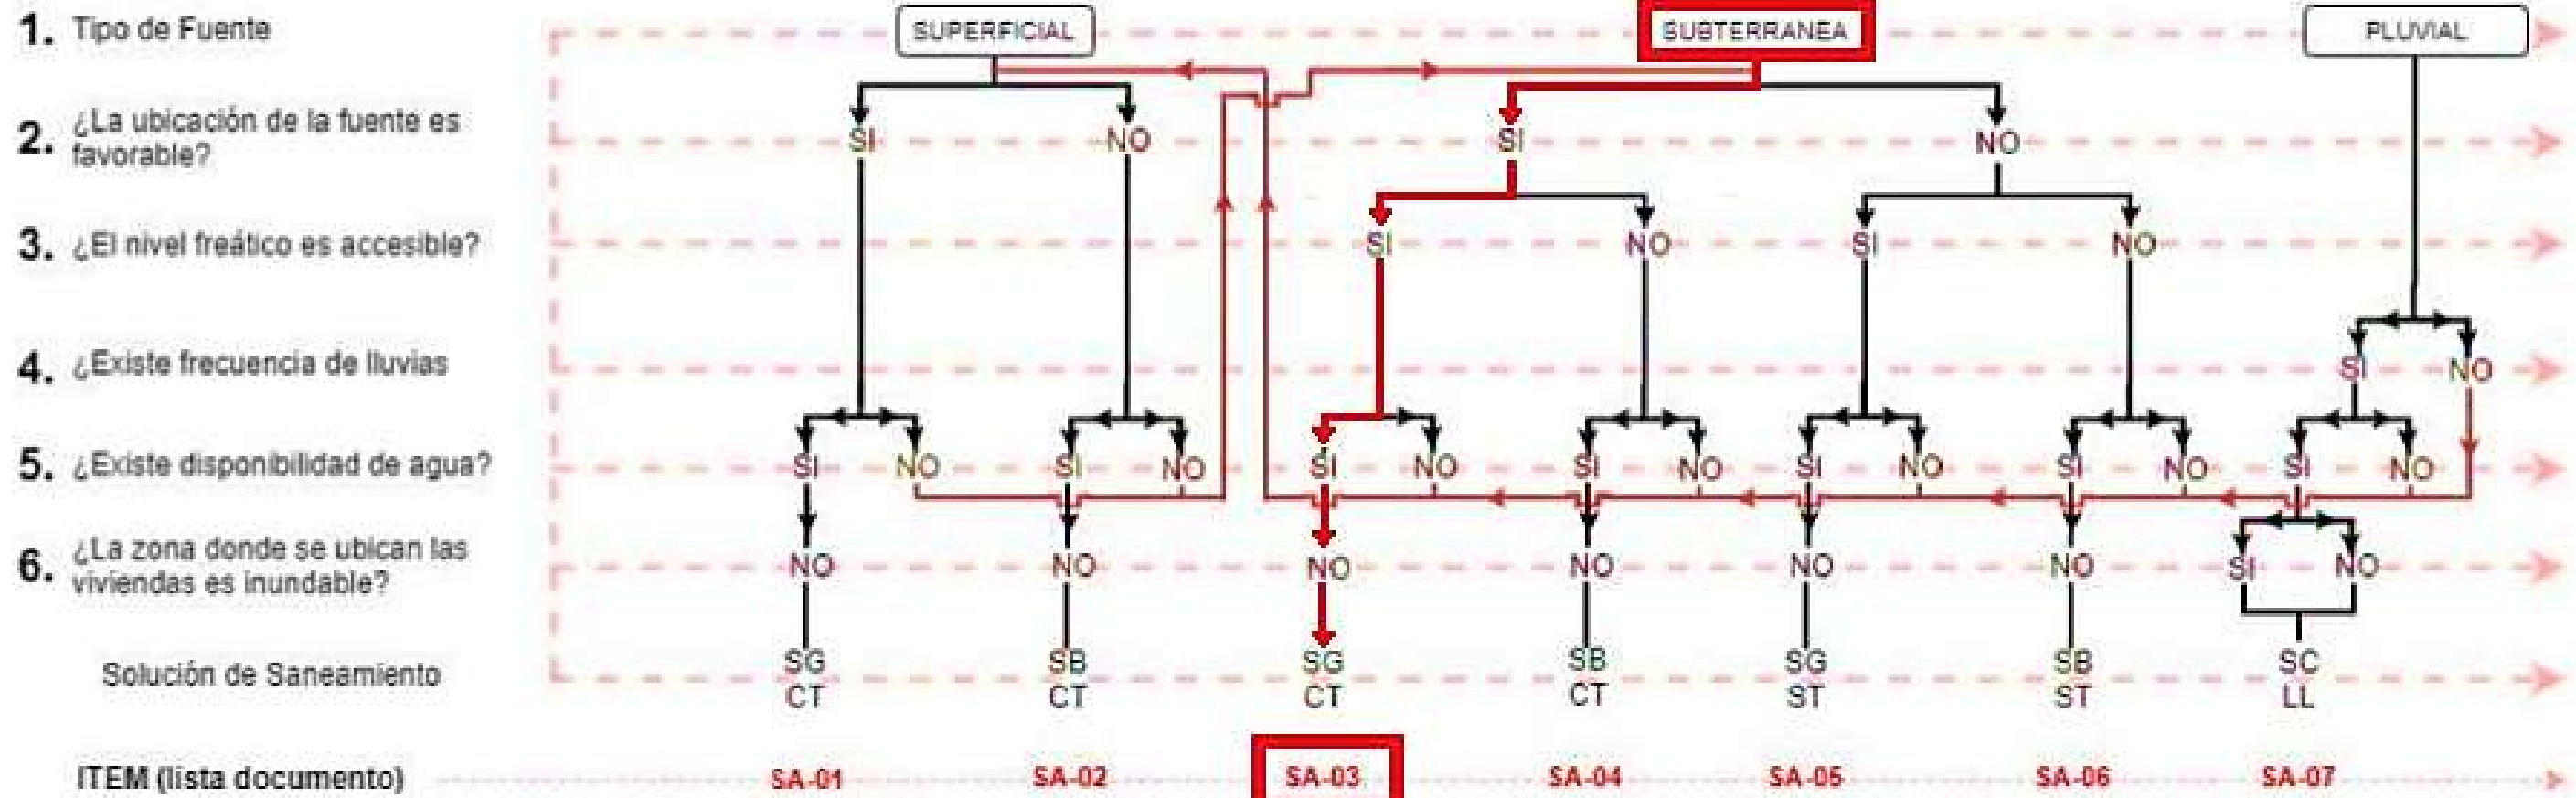 1. Tipo de Fuente SUPERFICIAL SUBTERRANEA PLUVIAL
2. ¿La ubicación de la fuente es favorable? SI NO SI NO
3. ¿El nivel freático es accesible? SI NO SI NO
4. ¿Existe frecuencia de lluvias SI NO
5. ¿Existe disponibilidad de agua? SI NO SI NO SI NO SI NO SI NO SI NO SI NO
6. ¿La zona donde se ubican las viviendas es inundable? NO NO NO NO NO NO SI NO
Solución de Saneamiento
SG SB SG SB SG SB SC
CT CT CT CT ST ST LL
ITEM (lista documento) SA-01 SA-02 SA-03 SA-04 SA-05 SA-06 SA-07